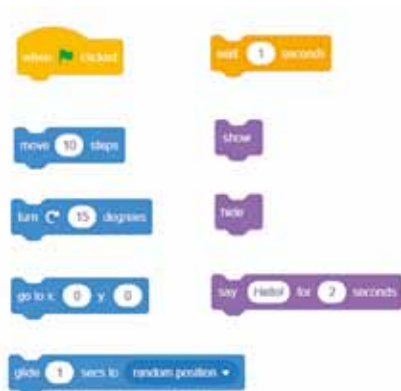 when clicked
wait 1 seconds
move 10 steps
show
turn 15 degrees
hide
go to x: 0 y: 0
say Hello! for 2 seconds
glide 1 secs to random position